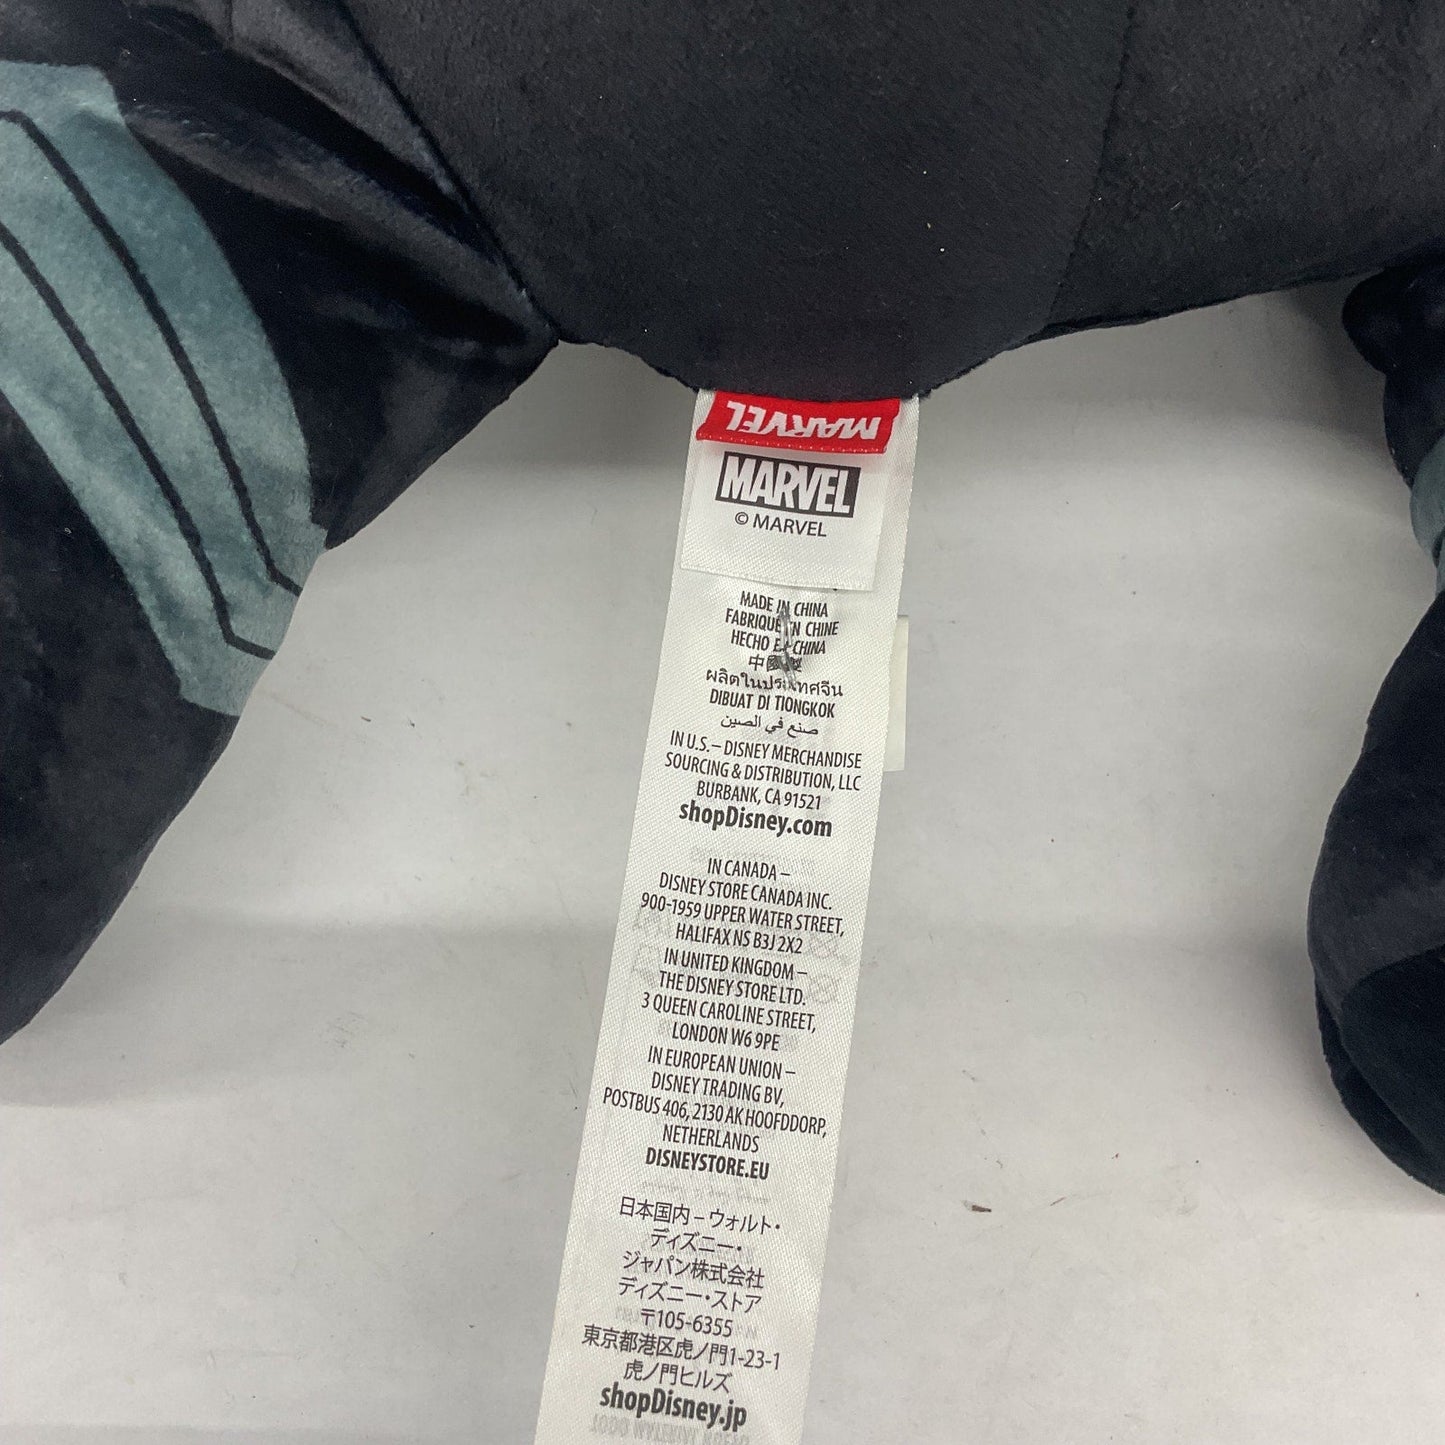 MARVEL
MARVEL
© MARVEL
MADE IN CHINA
FABRIQUÉ EN CHINE
HECHO EN CHINA
中國製
ผลิตในประเทศจีน
DIBUAT DI TIONGKOK
صنع في الصين
IN U.S. – DISNEY MERCHANDISE
SOURCING & DISTRIBUTION, LLC
BURBANK, CA 91521
shopDisney.com
IN CANADA –
DISNEY STORE CANADA INC.
900-1959 UPPER WATER STREET,
HALIFAX NS B3J 2X2
IN UNITED KINGDOM –
THE DISNEY STORE LTD.
3 QUEEN CAROLINE STREET,
LONDON W6 9PE
IN EUROPEAN UNION –
DISNEY TRADING BV,
POSTBUS 406, 2130 AK HOOFDDORP,
NETHERLANDS
DISNEYSTORE.EU
日本国内 – ウォルト・
ディズニー・
ジャパン株式会社
ディズニー・ストア
〒105-6355
東京都港区虎ノ門1-23-1
虎ノ門ヒルズ
shopDisney.jp